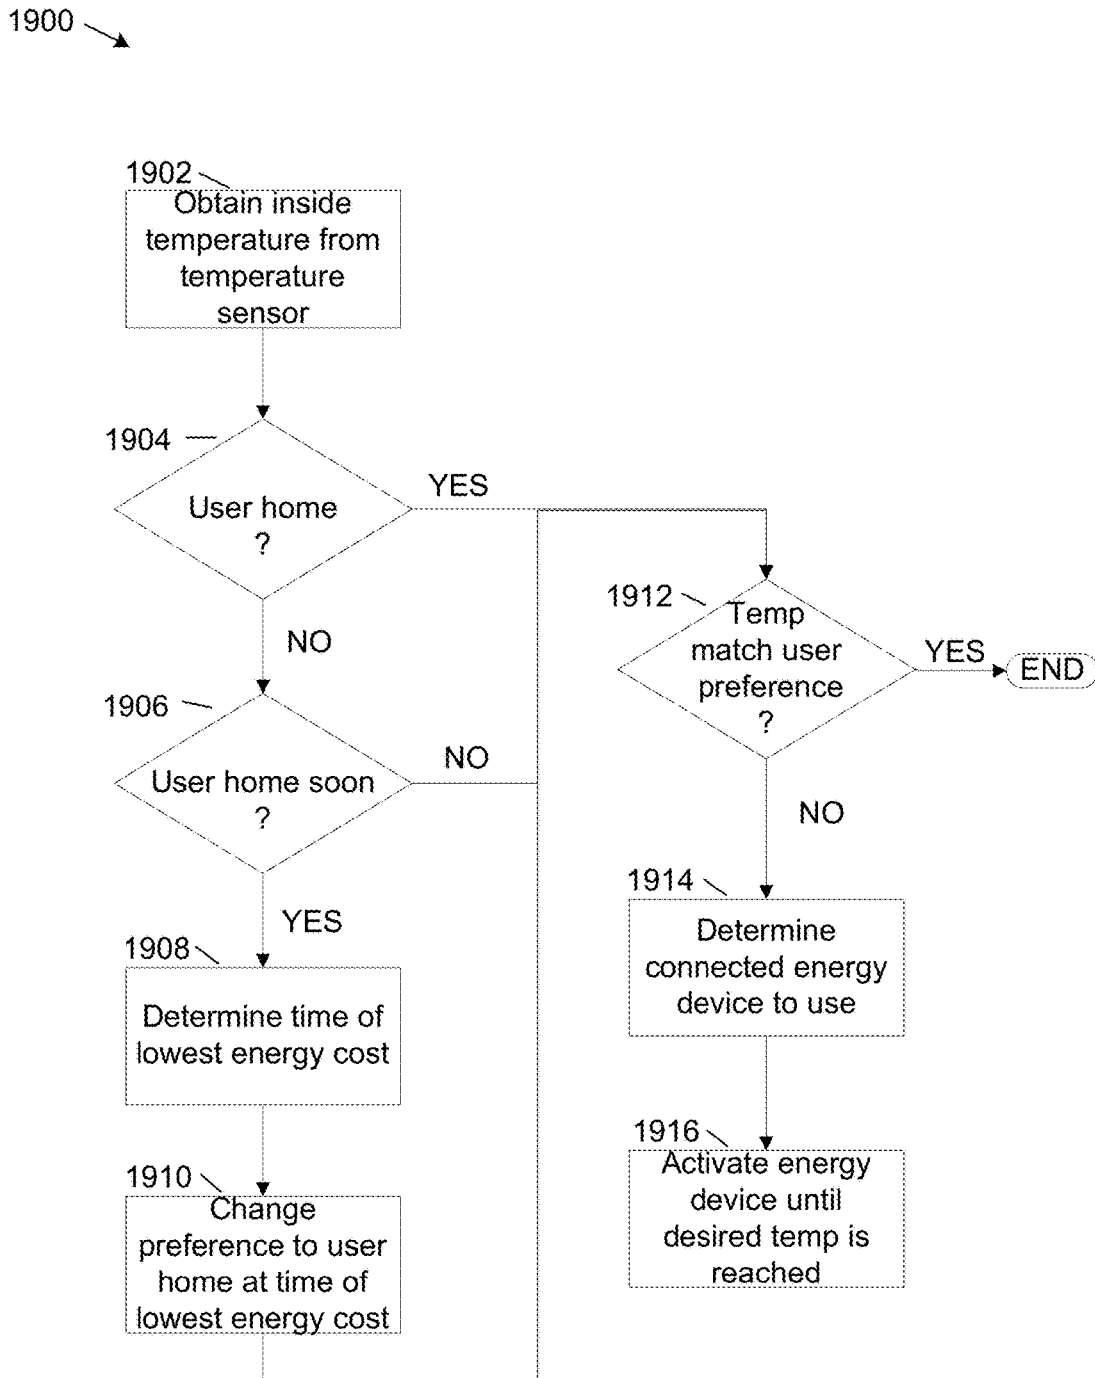 1900
1902
Obtain inside
temperature from
temperature
sensor
1904
User home
?
YES
NO
1906
User home soon
?
NO
YES
1908
Determine time of
lowest energy cost
1910
Change
preference to user
home at time of
lowest energy cost
1912
Temp
match user
preference
?
YES
END
NO
1914
Determine
connected energy
device to use
1916
Activate energy
device until
desired temp is
reached